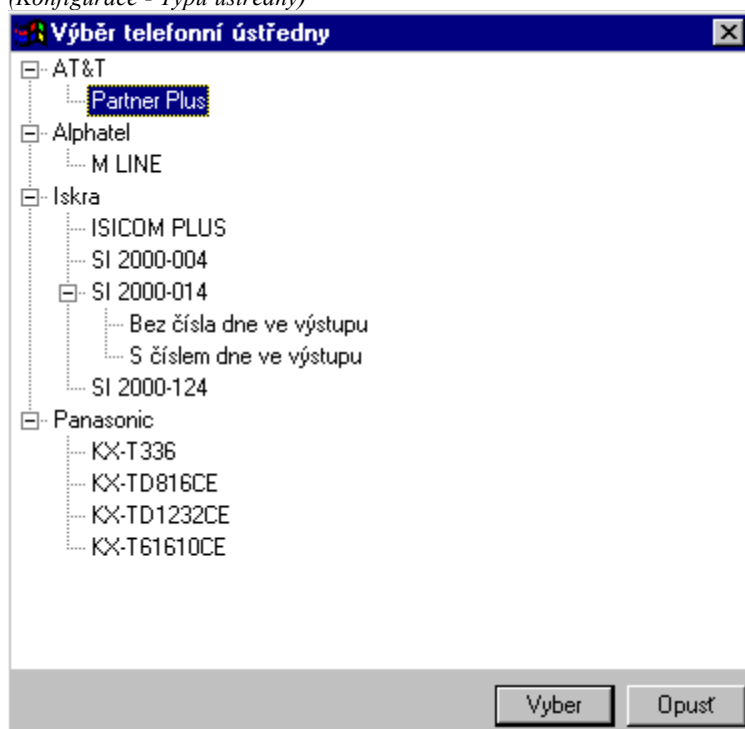 (Konfigurace - Typu ústředny)
Výběr telefonní ústředny
AT&T
Partner Plus
Alphatel
M LINE
Iskra
ISICOM PLUS
SI 2000-004
SI 2000-014
Bez čísla dne ve výstupu
S číslem dne ve výstupu
SI 2000-124
Panasonic
KX-T336
KX-TD816CE
KX-TD1232CE
KX-T61610CE
Vyber Opusť